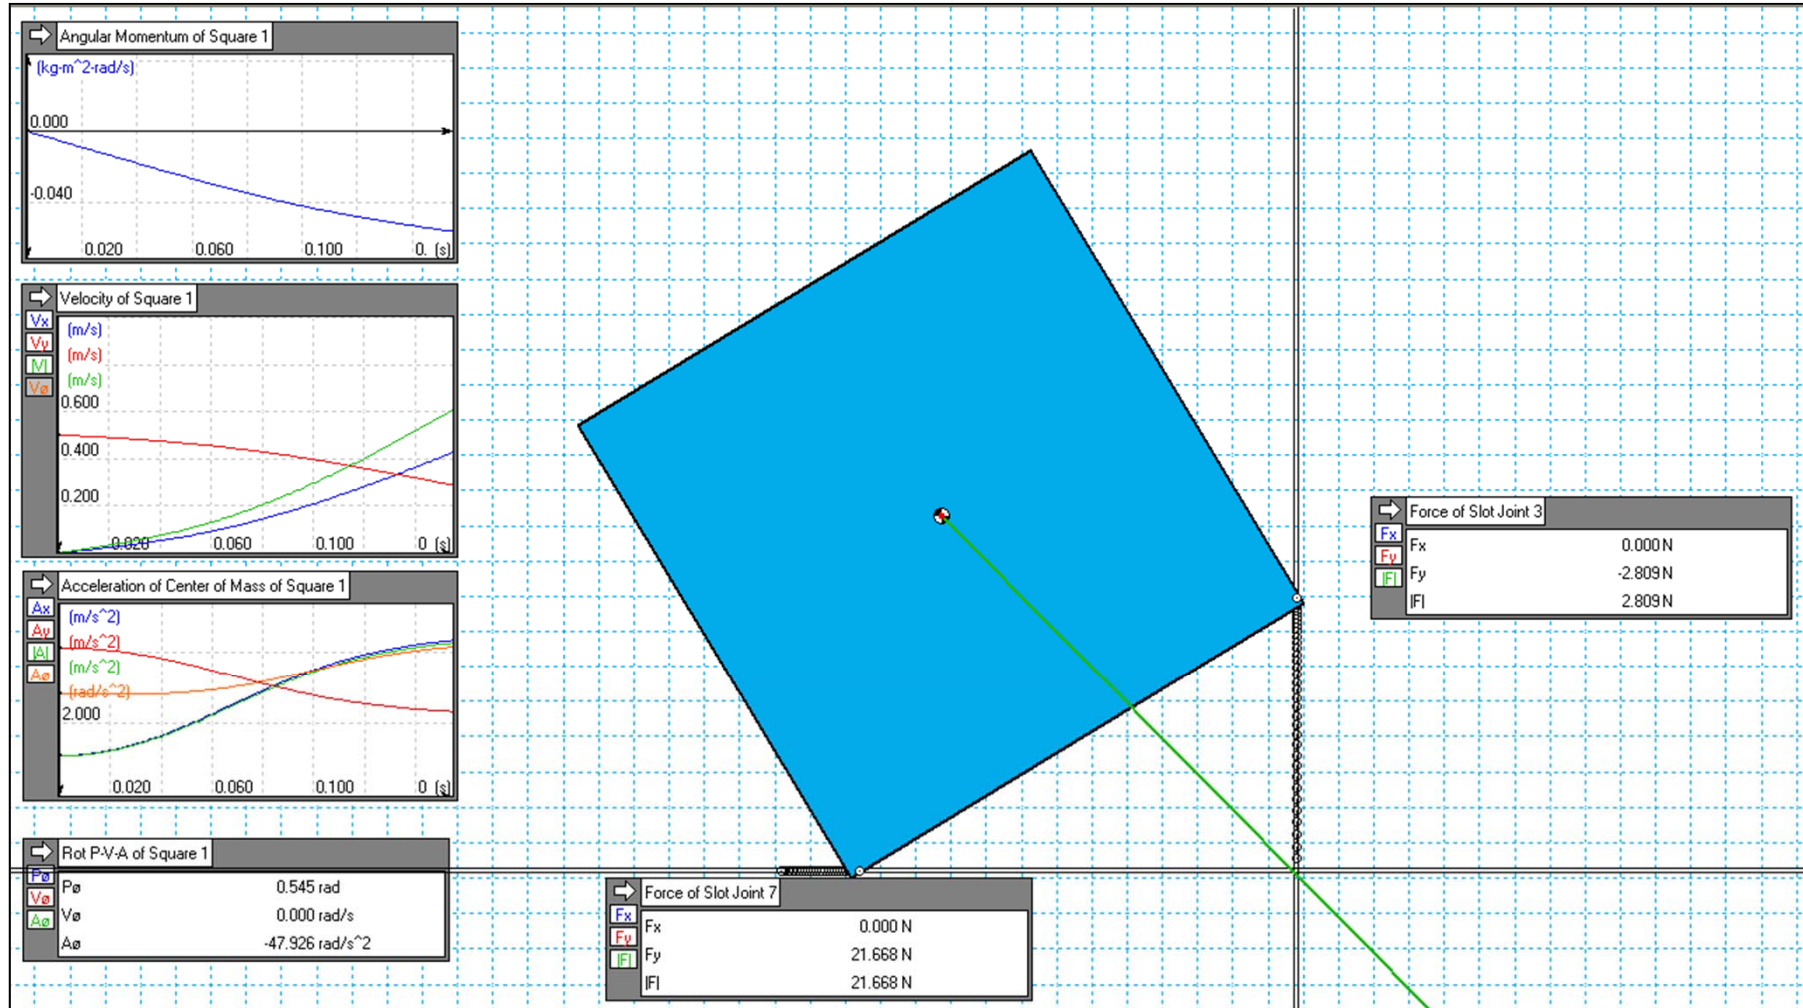 Angular Momentum of Square 1
(kg-m^2-rad/s)
0.000
-0.040
0.020 0.060 0.100 0. (s)
Velocity of Square 1
Vx (m/s)
Vy (m/s)
|V| (m/s)
Vø
0.600
0.400
0.200
0.020 0.060 0.100 0 (s)
Acceleration of Center of Mass of Square 1
Ax (m/s^2)
Ay (m/s^2)
|A| (m/s^2)
Aø (rad/s^2)
2.000
0.020 0.060 0.100 0 (s)
Rot P-V-A of Square 1
Pø Pø 0.545 rad
Vø Vø 0.000 rad/s
Aø Aø -47.926 rad/s^2
Force of Slot Joint 7
Fx Fx 0.000 N
Fy Fy 21.668 N
|F| |F| 21.668 N
Force of Slot Joint 3
Fx Fx 0.000 N
Fy Fy -2.809 N
|F| |F| 2.809 N